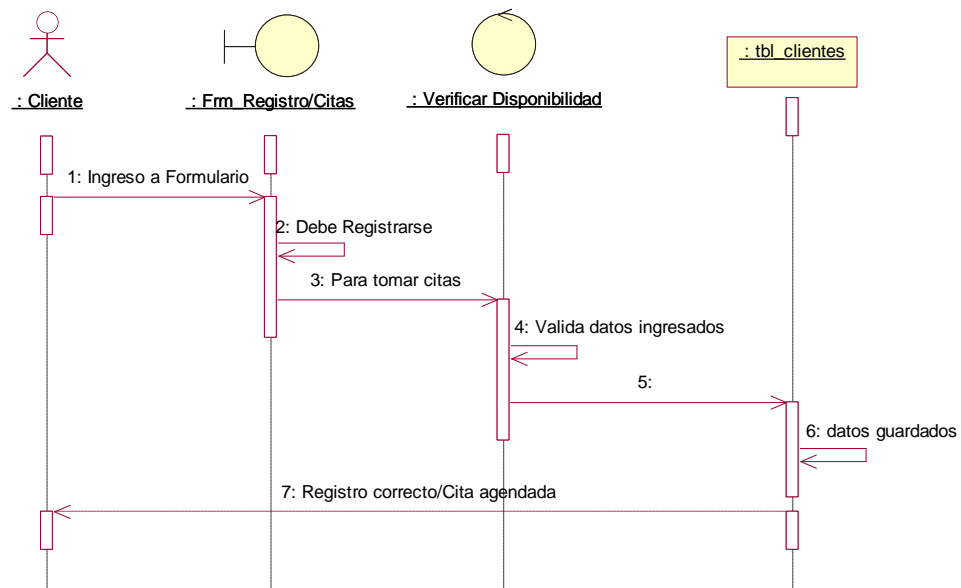 : Cliente
: Frm_Registro/Citas
: Verificar Disponibilidad
: tbl_clientes
1: Ingreso a Formulario
2: Debe Registrarse
3: Para tomar citas
4: Valida datos ingresados
5:
6: datos guardados
7: Registro correcto/Cita agendada